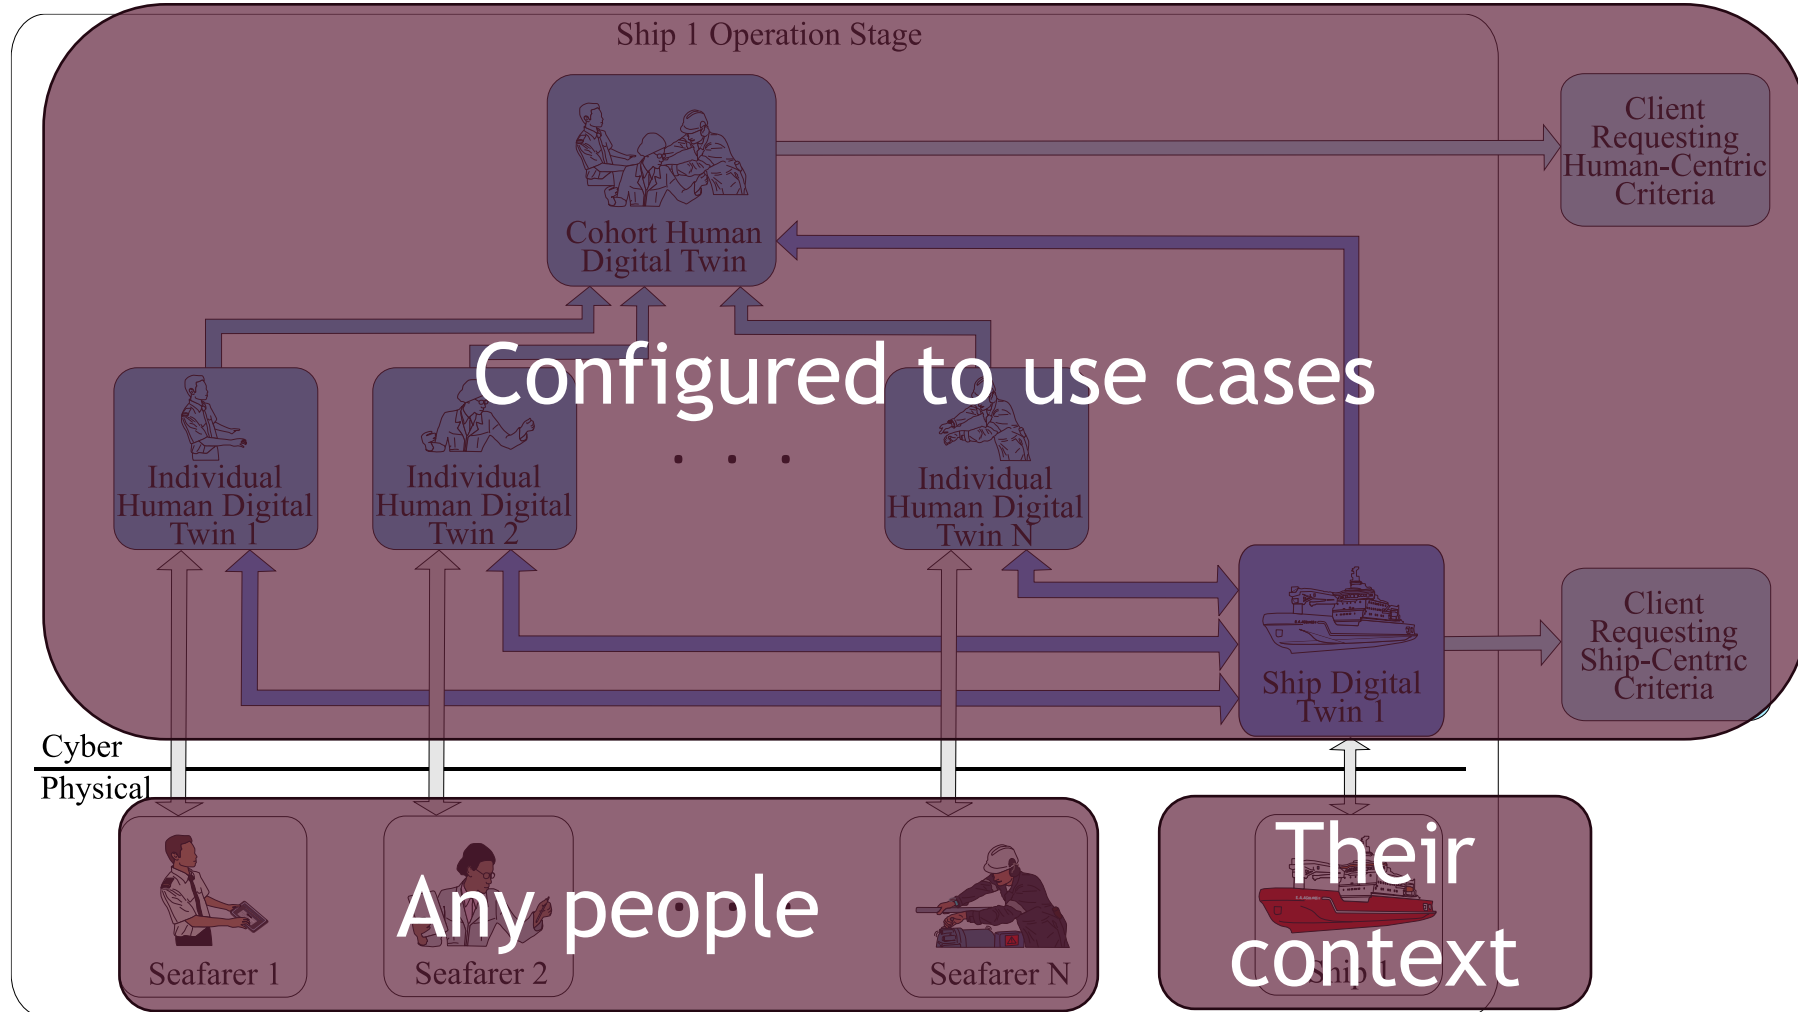 Ship 1 Operation Stage
Client
Requesting
Human-Centric
Criteria
Cohort Human
Digital Twin
Configured to use cases
Individual
Human Digital
Twin 1
Individual
Human Digital
Twin 2
. . .
Individual
Human Digital
Twin N
Ship Digital
Twin 1
Client
Requesting
Ship-Centric
Criteria
Cyber
Physical
Any people
Seafarer 1
Seafarer 2
Seafarer N
Their
context
Ship 1